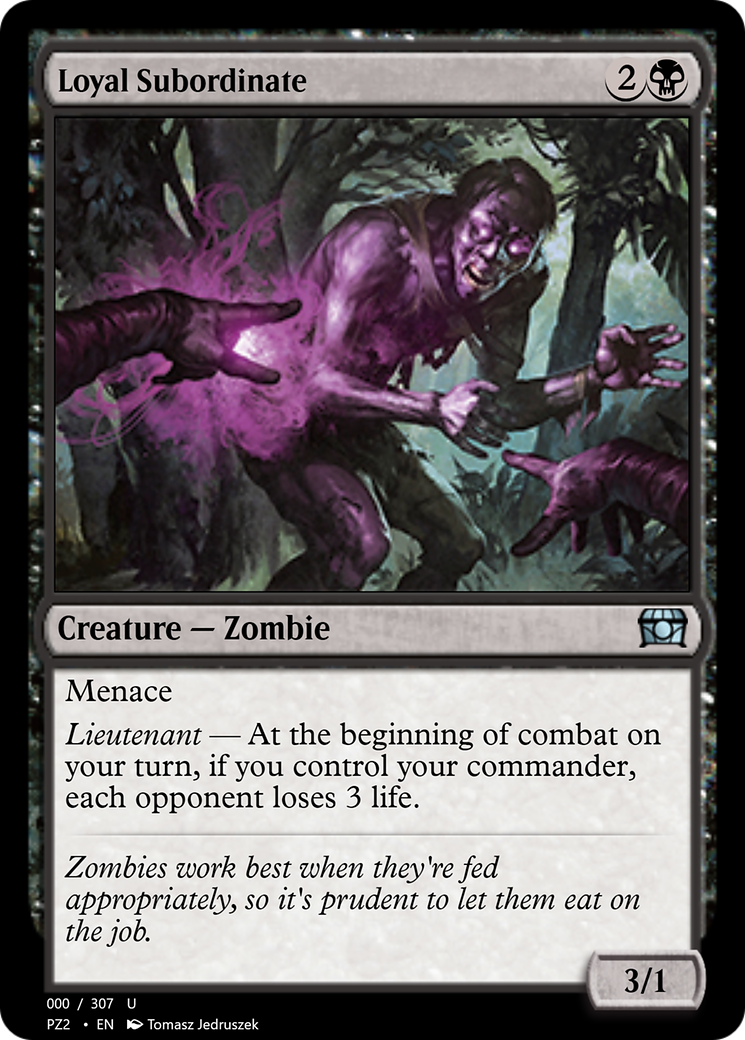 Loyal Subordinate 2
Creature — Zombie
Menace
Lieutenant — At the beginning of combat on
your turn, if you control your commander,
each opponent loses 3 life.
Zombies work best when they're fed
appropriately, so it's prudent to let them eat on
the job.
3/1
000 / 307 U
PZ2 • EN Tomasz Jedruszek